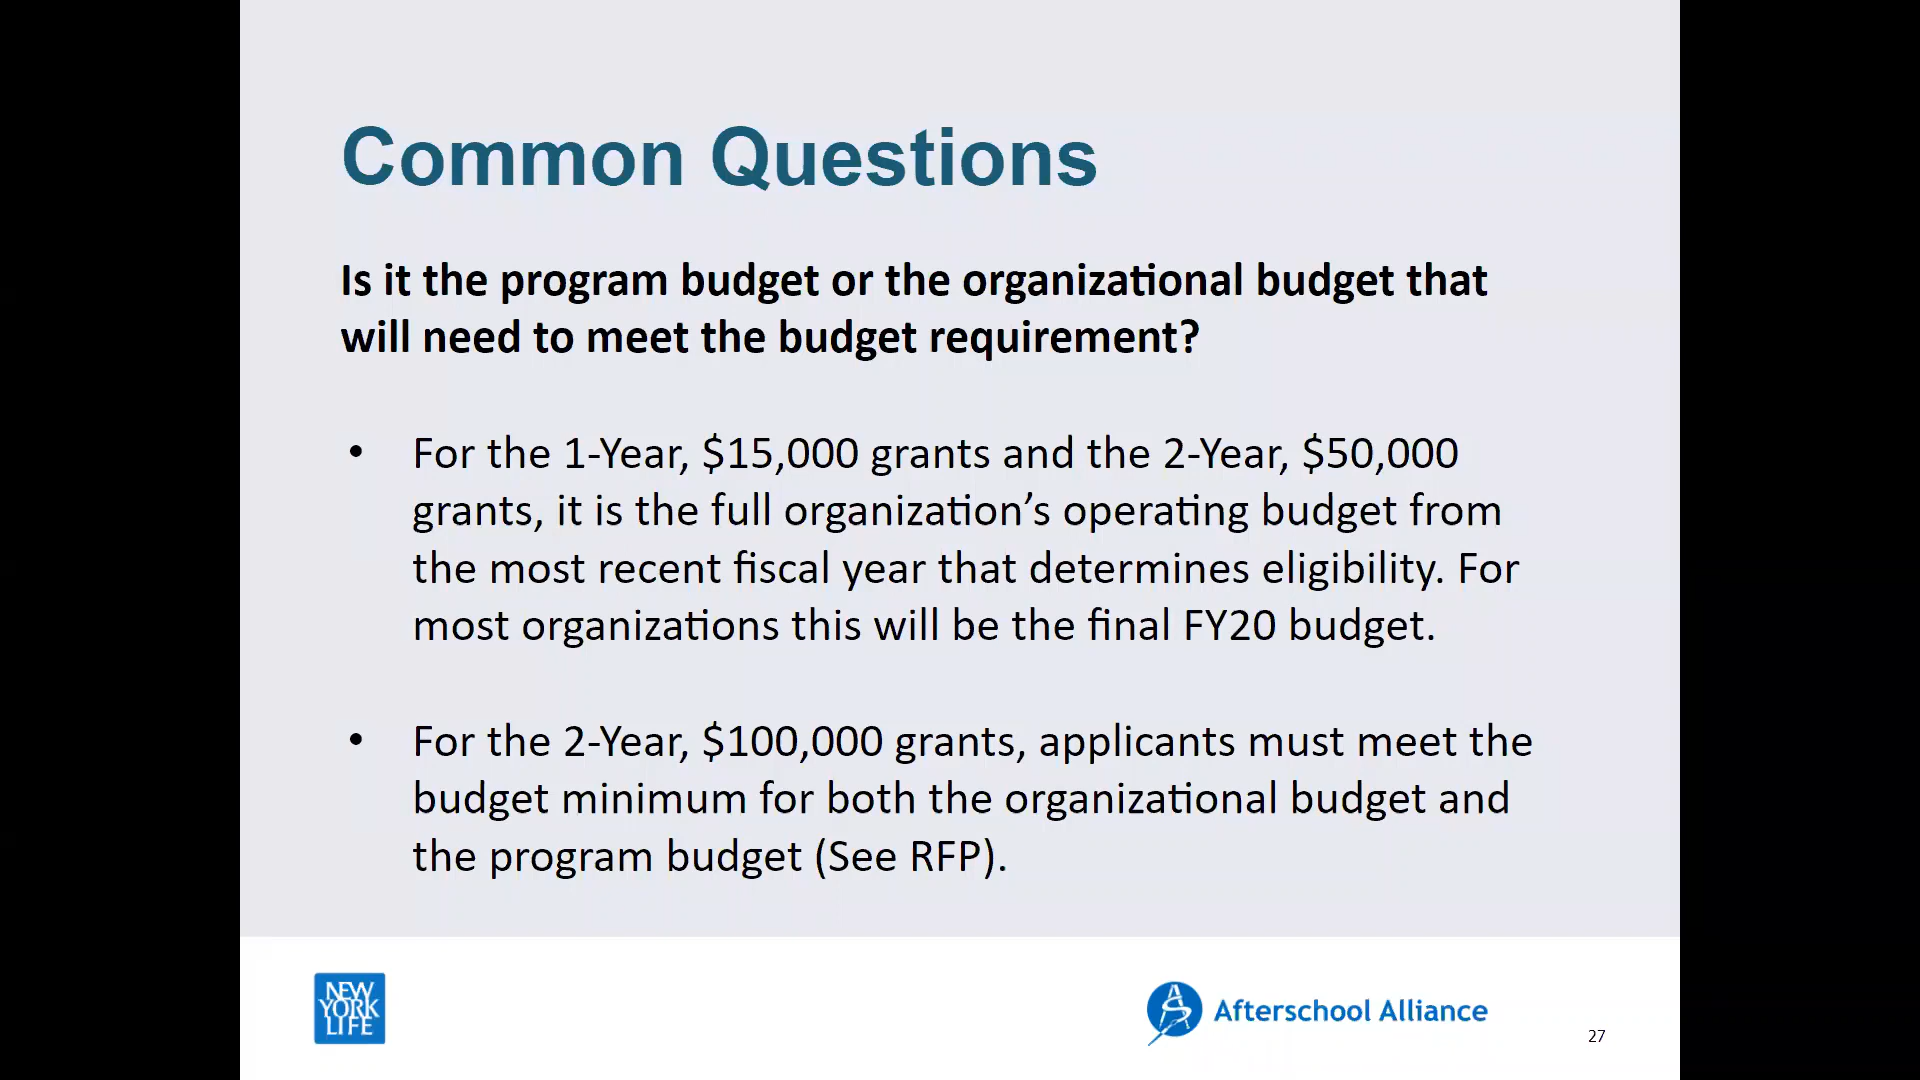 Common Questions
Is it the program budget or the organizational budget that
will need to meet the budget requirement?
• For the 1-Year, $15,000 grants and the 2-Year, $50,000
grants, it is the full organization’s operating budget from
the most recent fiscal year that determines eligibility. For
most organizations this will be the final FY20 budget.
• For the 2-Year, $100,000 grants, applicants must meet the
budget minimum for both the organizational budget and
the program budget (See RFP).
NEW
YORK
LIFE
Afterschool Alliance
27